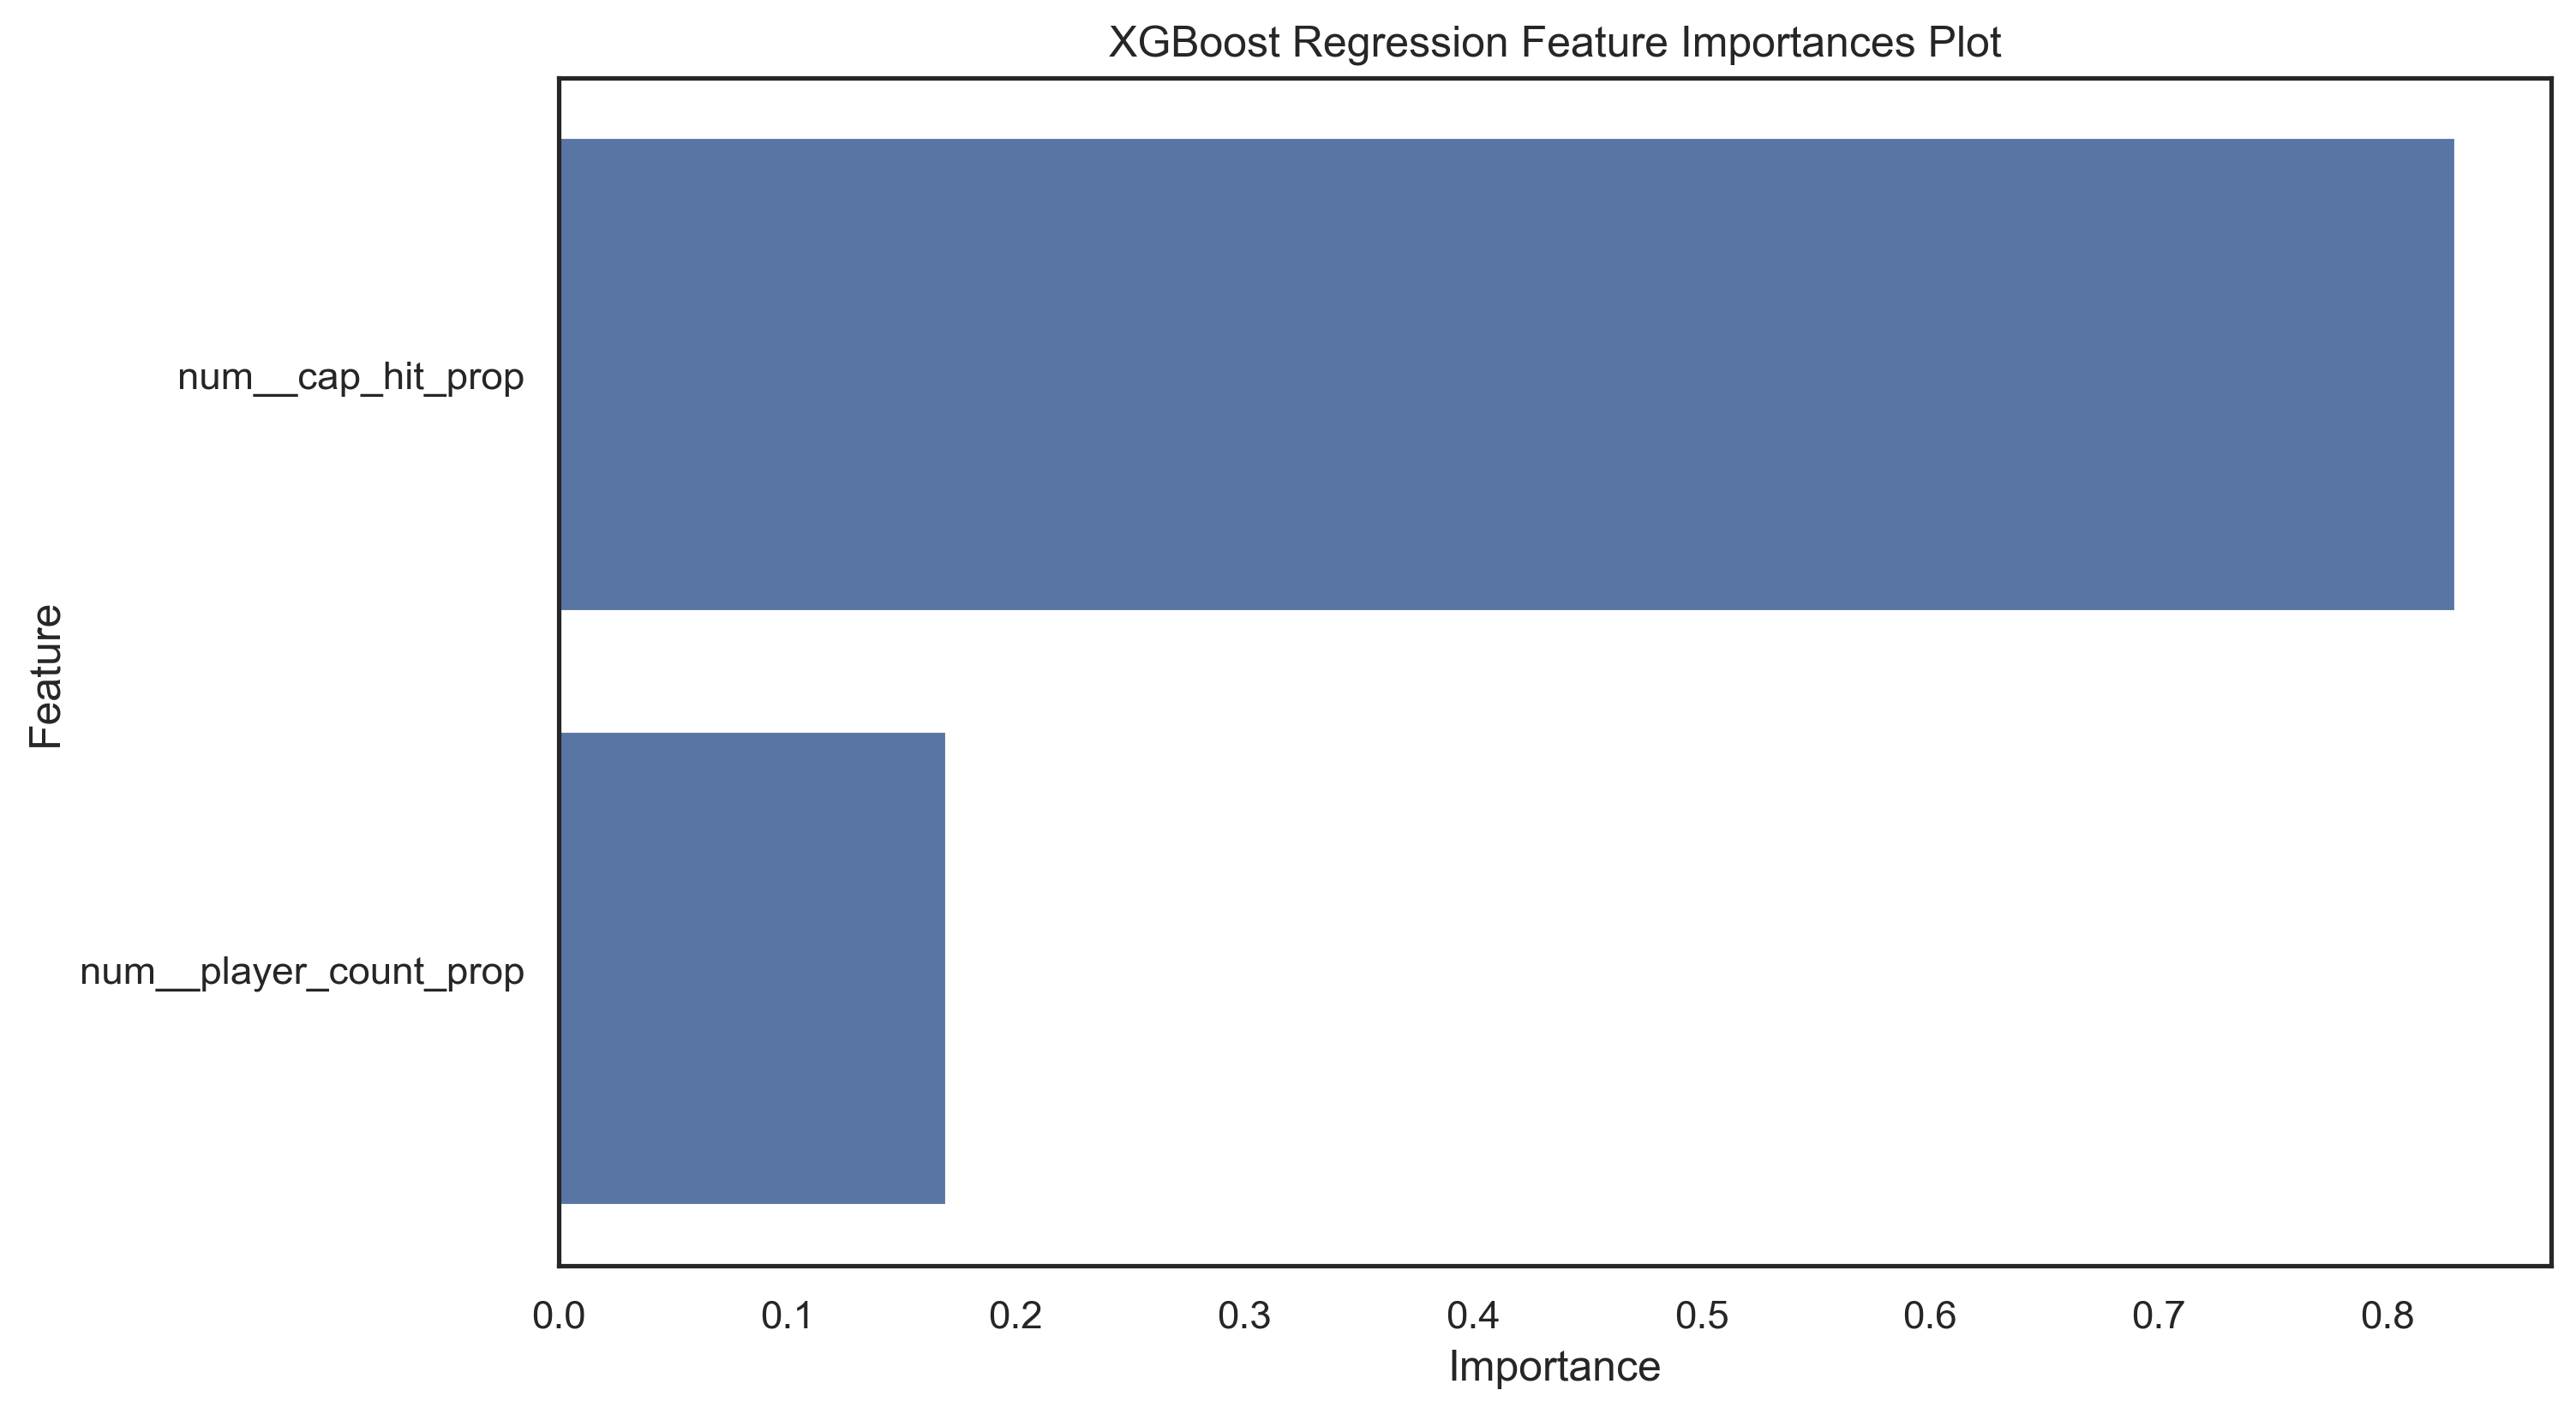 XGBoost Regression Feature Importances Plot
Feature
num__cap_hit_prop
num__player_count_prop
0.0 0.1 0.2 0.3 0.4 0.5 0.6 0.7 0.8
Importance